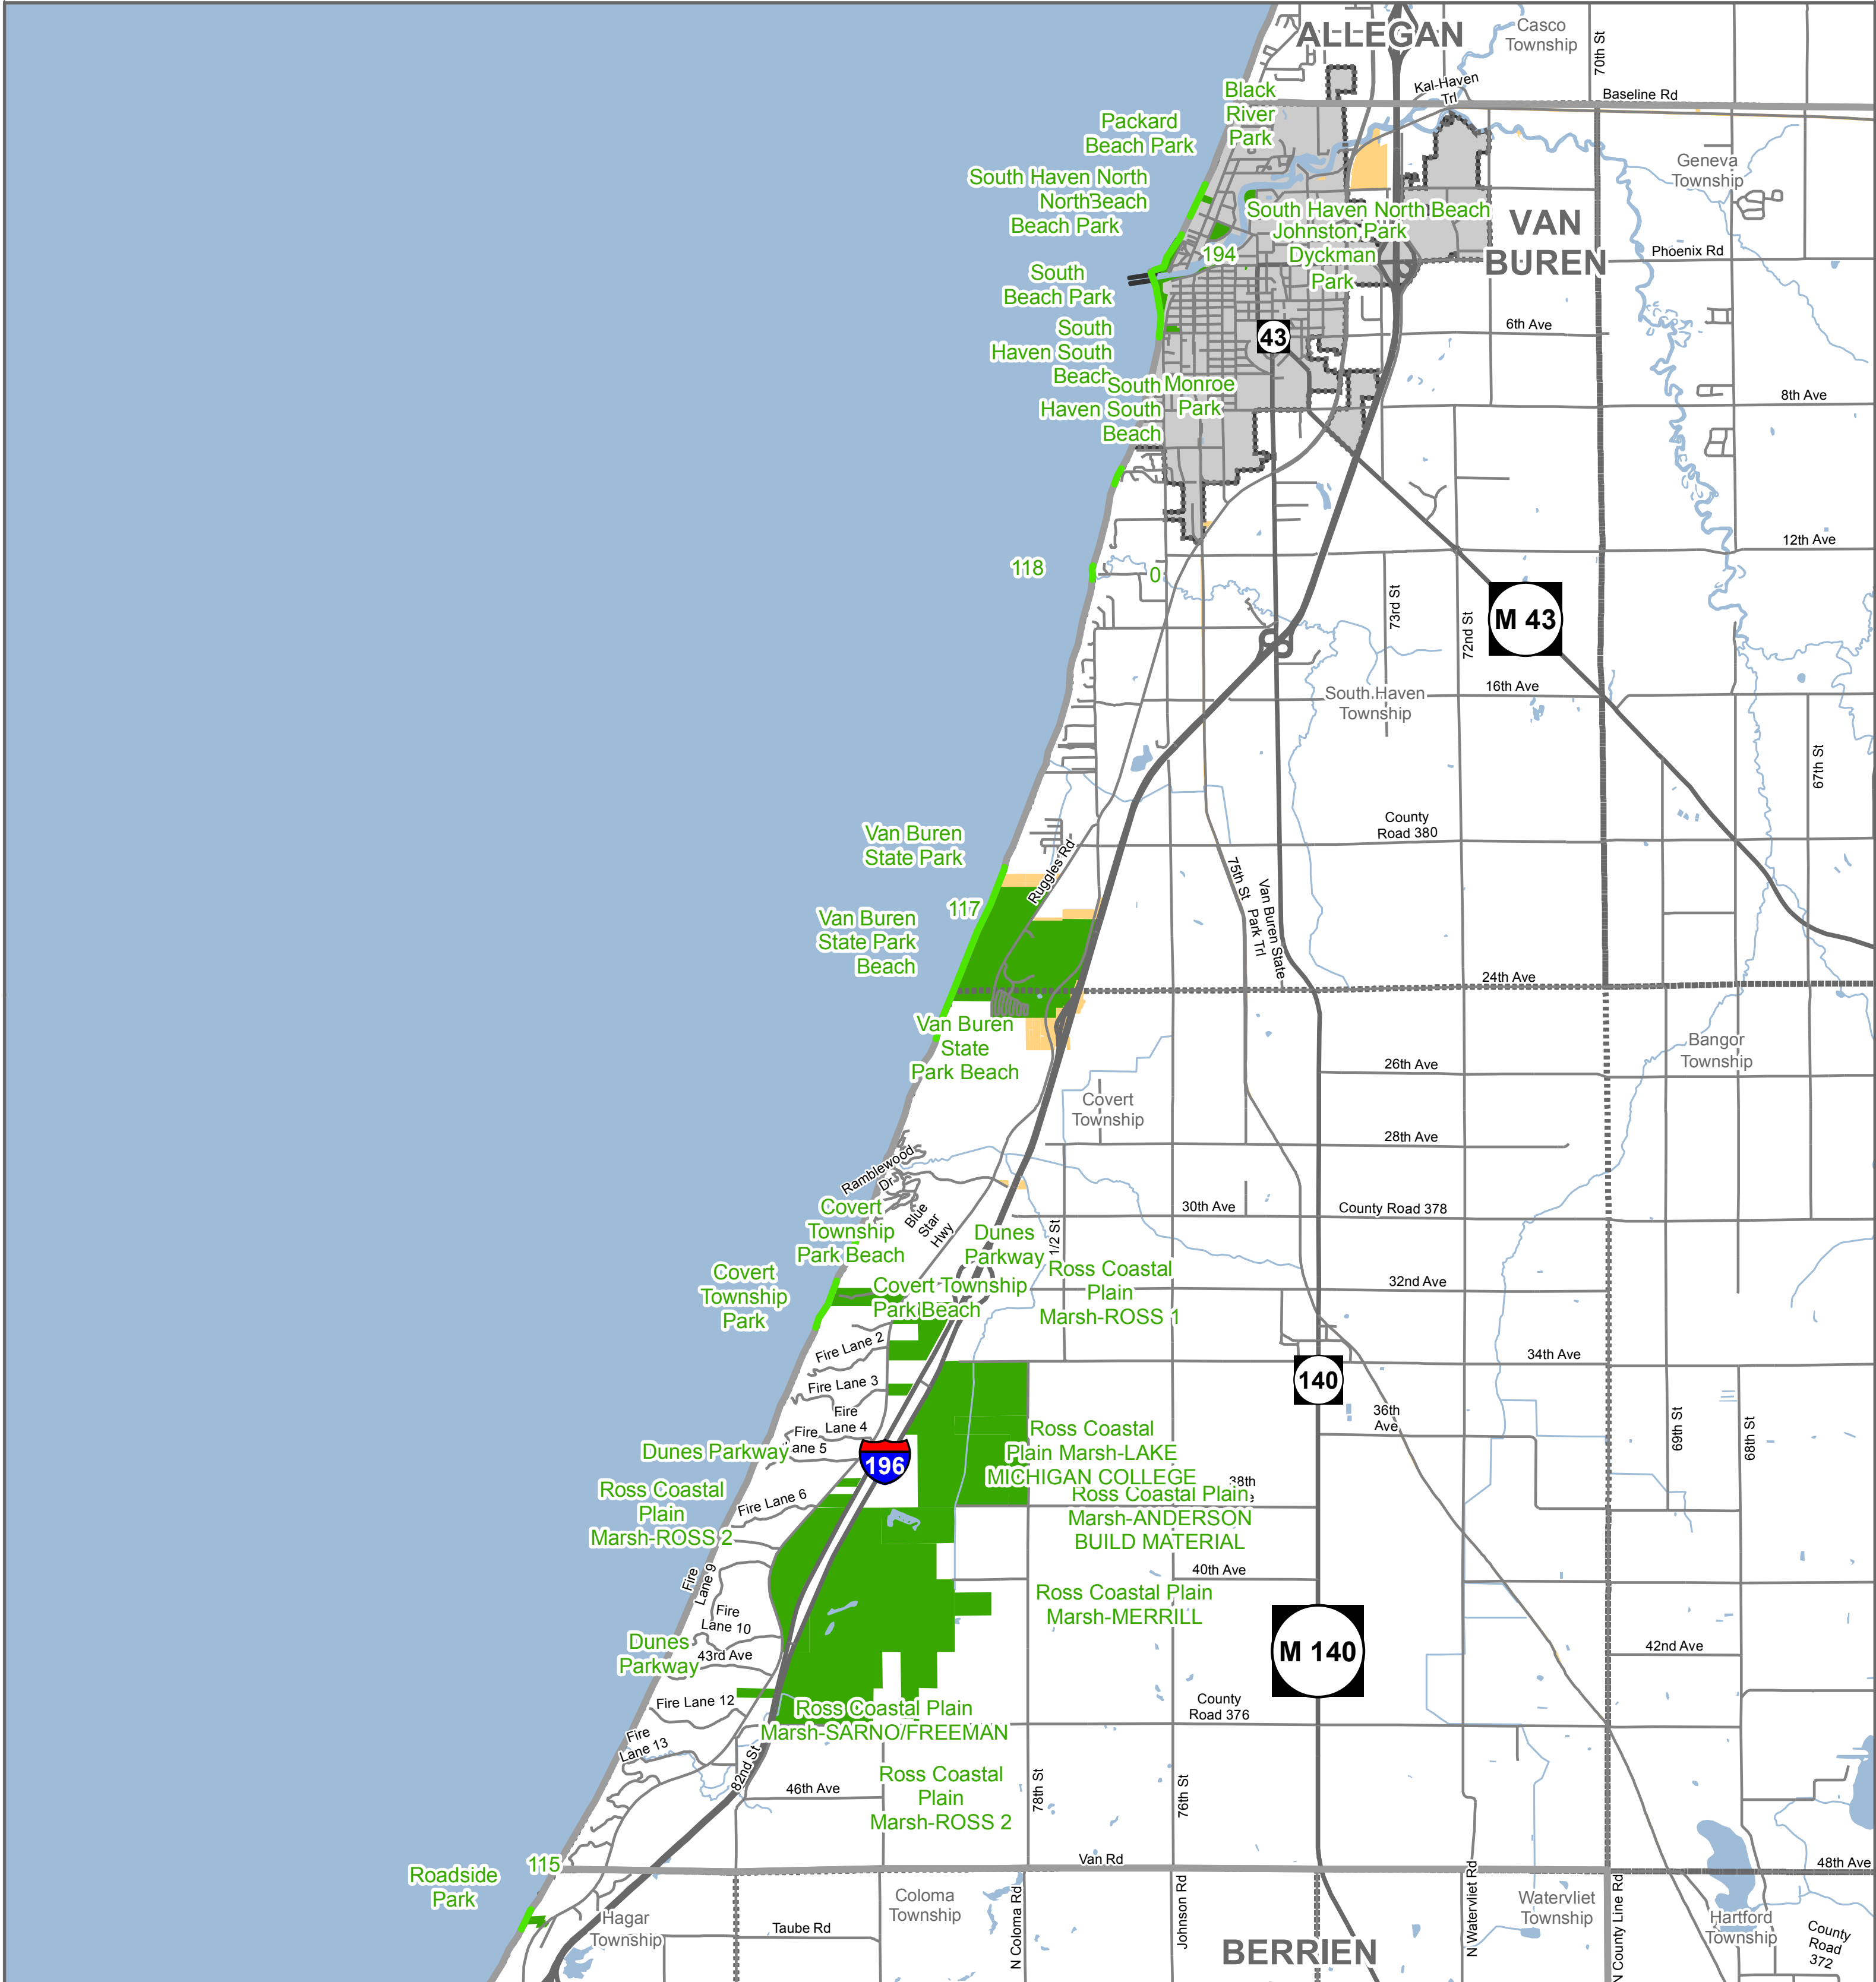 ALLEGAN
Casco
Township
70th St
Kal-Haven
Trl
Baseline Rd
Black
River
Park
Packard
Beach Park
Geneva
Township
South Haven North
Beach
North
Beach Park
South Haven North Beach
Johnston Park
Dyckman
Park
194
VAN
BUREN
Phoenix Rd
South
Beach Park
6th Ave
43
South
Haven South
Beach
South
Haven South
Beach
Monroe
Park
8th Ave
12th Ave
118
0
73rd St
72nd St
M 43
16th Ave
South Haven
Township
67th St
County
Road 380
Van Buren
State Park
Ruggles Rd
75th St
Van Buren State
Park Trl
117
Van Buren
State Park
Beach
24th Ave
Van Buren
State
Park Beach
Bangor
Township
26th Ave
Covert
Township
28th Ave
Ramblewood
Dr
Blue
Star
Hwy
30th Ave
County Road 378
Covert
Township
Park Beach
Dunes
Parkway
1/2 St
Covert
Township
Park
Covert Township
Park Beach
Ross Coastal
Plain
Marsh-ROSS 1
32nd Ave
Fire Lane 2
34th Ave
Fire Lane 3
140
Fire
Lane 4
36th
Ave
69th St
68th St
Fire
Lane 5
Dunes Parkway
196
Ross Coastal
Plain Marsh-LAKE
MICHIGAN COLLEGE
38th
Ross Coastal
Plain
Marsh-ROSS 2
Fire Lane 6
Ross Coastal Plain
Marsh-ANDERSON
BUILD MATERIAL
40th Ave
Fire
Lane 9
Ross Coastal Plain
Marsh-MERRILL
Fire
Lane 10
Dunes
Parkway
43rd Ave
M 140
42nd Ave
Fire Lane 12
Ross Coastal Plain
Marsh-SARNO/FREEMAN
County
Road 376
Fire
Lane 13
82nd St
46th Ave
Ross Coastal
Plain
Marsh-ROSS 2
78th St
76th St
115
Van Rd
48th Ave
Roadside
Park
Hagar
Township
Coloma
Township
N Coloma Rd
Johnson Rd
N Watervliet Rd
Watervliet
Township
N County Line Rd
Hartford
Township
County
Road
372
Taube Rd
BERRIEN